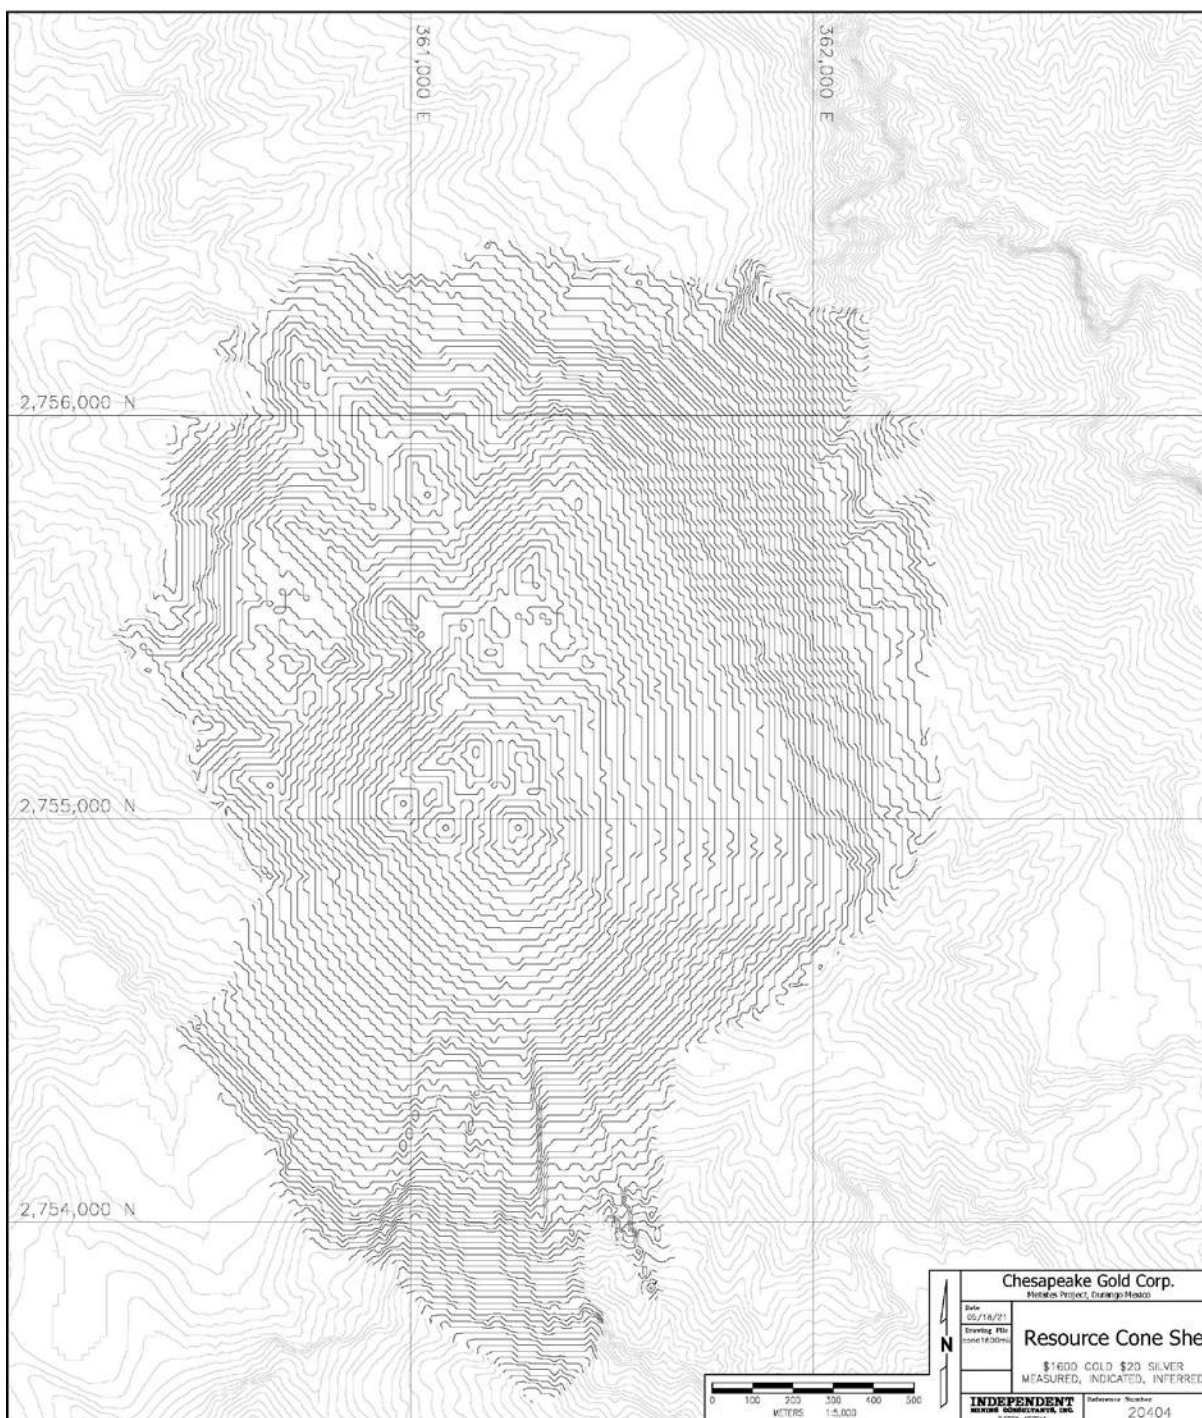 361,000 E
362,000 E
2,756,000 N
2,755,000 N
2,754,000 N
N
Chesapeake Gold Corp.
Metates Project, Durango Mexico
Date
05/18/21
Drawing File
Resource Cone She
$1600 GOLD $20 SILVER
MEASURED, INDICATED, INFERRED
0 100 200 300 400 500
METERS 1:5,000
INDEPENDENT
MINING CONSULTANTS, INC.
Reference Number
20404